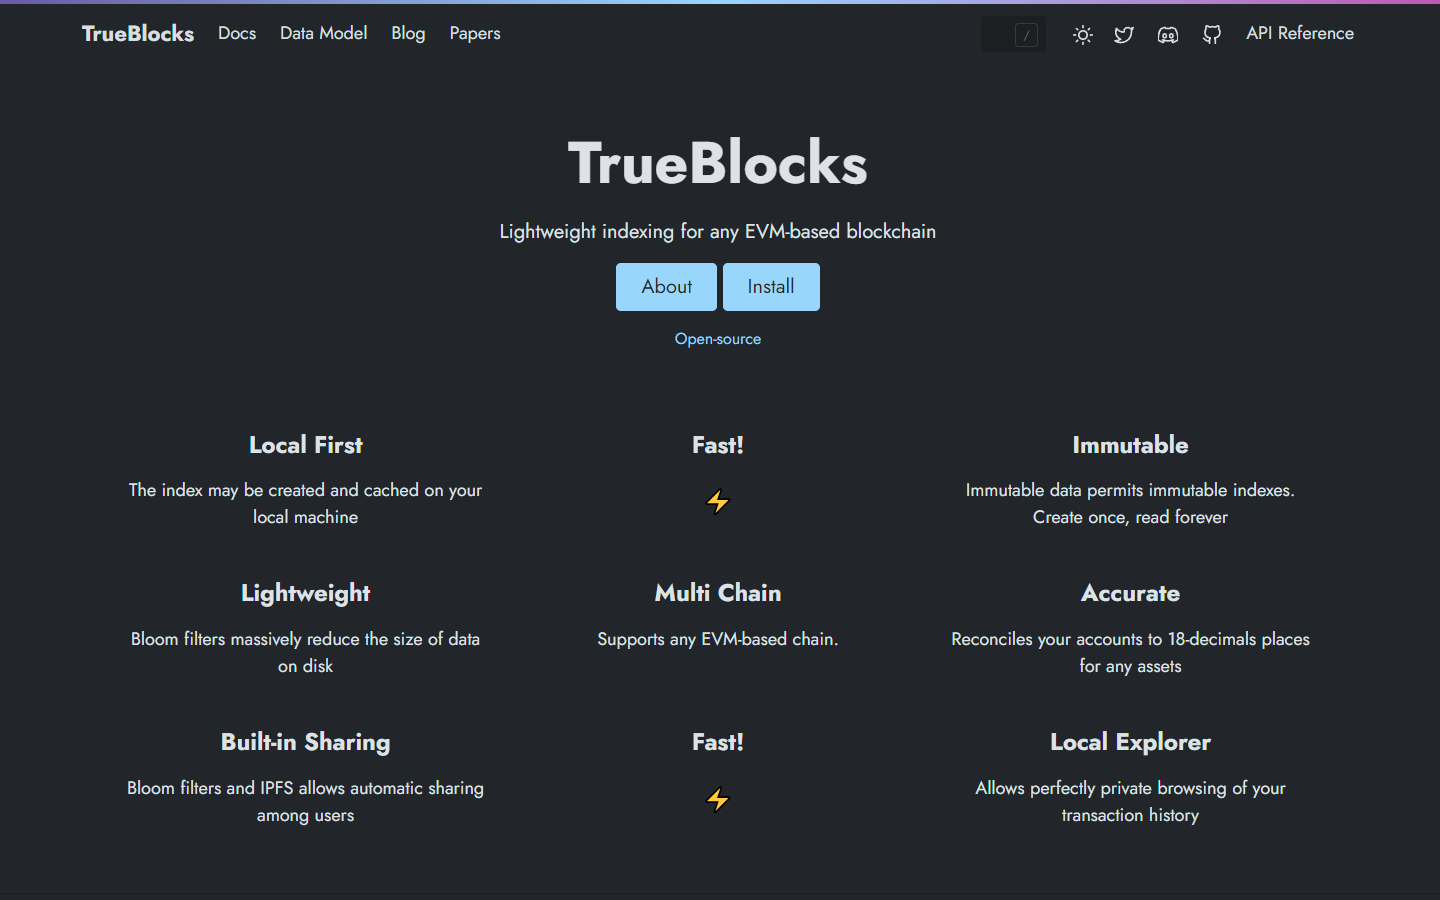 TrueBlocks Docs Data Model Blog Papers / API Reference
TrueBlocks
Lightweight indexing for any EVM-based blockchain
About Install
Open-source
Local First
The index may be created and cached on your
local machine
Fast!
Immutable
Immutable data permits immutable indexes.
Create once, read forever
Lightweight
Bloom filters massively reduce the size of data
on disk
Multi Chain
Supports any EVM-based chain.
Accurate
Reconciles your accounts to 18-decimals places
for any assets
Built-in Sharing
Bloom filters and IPFS allows automatic sharing
among users
Fast!
Local Explorer
Allows perfectly private browsing of your
transaction history